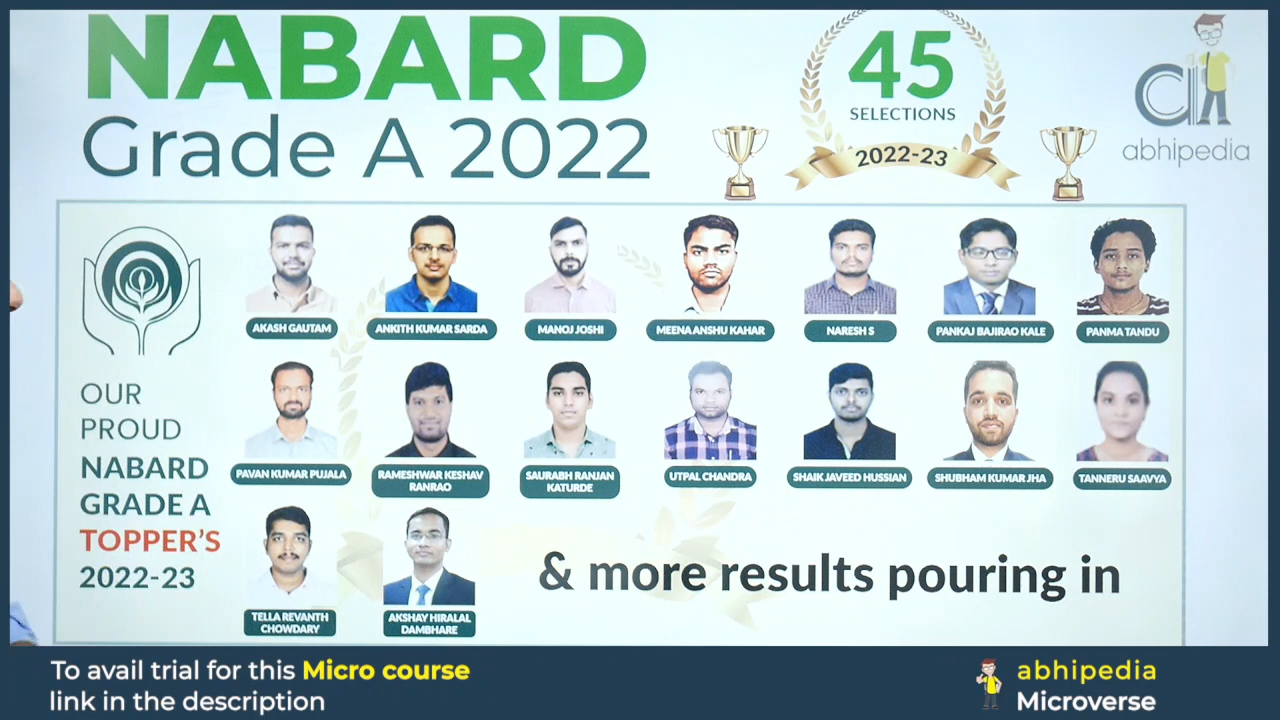 NABARD
Grade A 2022
45
SELECTIONS
2022-23
abhipedia
OUR
PROUD
NABARD
GRADE A
TOPPER'S
2022-23
AKASH GAUTAM
ANKITH KUMAR SARDA
MANOJ JOSHI
MEENA ANSHU KAHAR
NARESH S
PANKAJ BAJIRAO KALE
PANMA TANDU
PAVAN KUMAR PUJALA
RAMESHWAR KESHAV
RANRAO
SAURABH RANJAN
KATURDE
UTPAL CHANDRA
SHAIK JAVEED HUSSIAN
SHUBHAM KUMAR JHA
TANNERU SAAVYA
TELLA REVANTH
CHOWDARY
AKSHAY HIRALAL
DAMBHARE
& more results pouring in
To avail trial for this Micro course
link in the description
abhipedia
Microverse